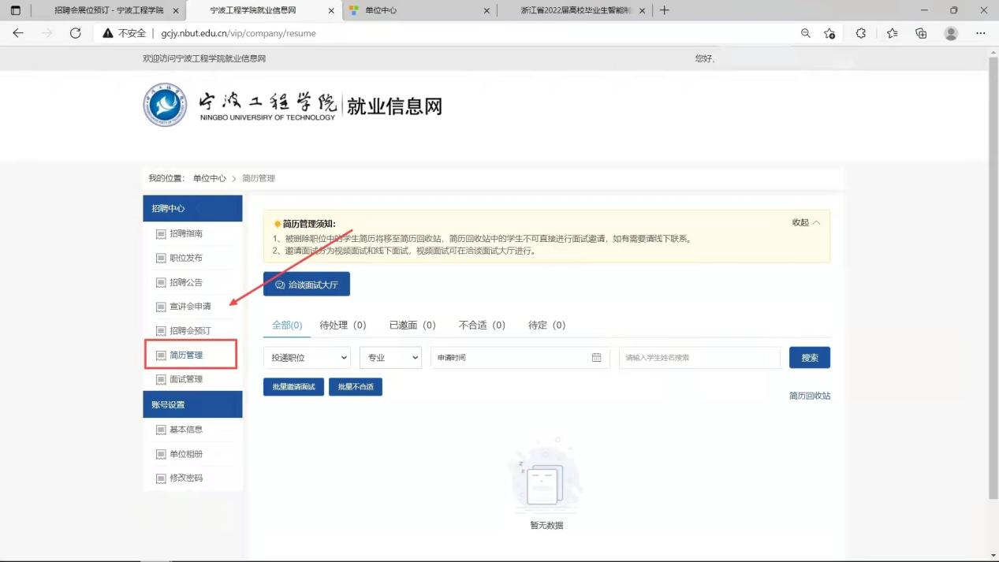 招聘会展位预订 - 宁波工程学院
宁波工程学院就业信息网
单位中心
浙江省2022届高校毕业生智能制
不安全 | gcjy.nbut.edu.cn/vip/company/resume
欢迎访问宁波工程学院就业信息网
您好,
宁波工程学院
NINGBO UNIVERSIRY OF TECHNOLOGY
就业信息网
我的位置: 单位中心 > 简历管理
招聘中心
招聘指南
职位发布
招聘公告
宣讲会申请
招聘会预订
简历管理
面试管理
账号设置
基本信息
单位相册
修改密码
简历管理须知:
收起
1、被删除职位中的学生简历将移至简历回收站,简历回收站中的学生不可直接进行面试邀请,如有需要请线下联系。
2、邀请面试分为视频面试和线下面试,视频面试可在洽谈面试大厅进行。
洽谈面试大厅
全部(0) 待处理 (0) 已邀面 (0) 不合适 (0) 待定 (0)
投递职位 专业 申请时间 请输入学生姓名搜索 搜索
批量邀请面试 批量不合适
简历回收站
暂无数据